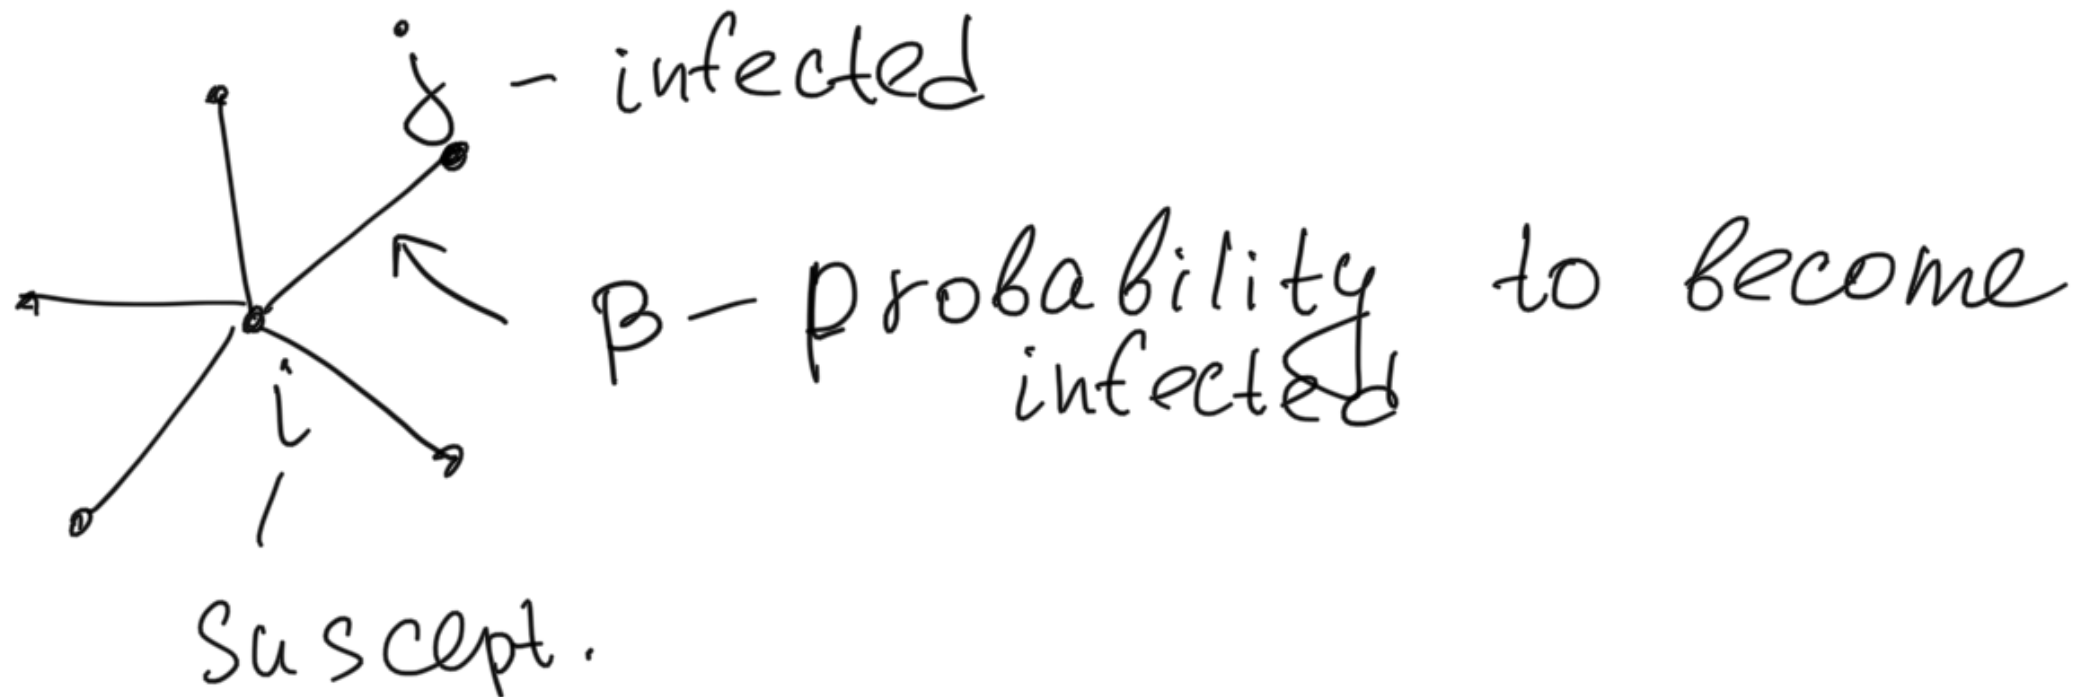 j - infected
β - probability to become
infected
i
suscept.